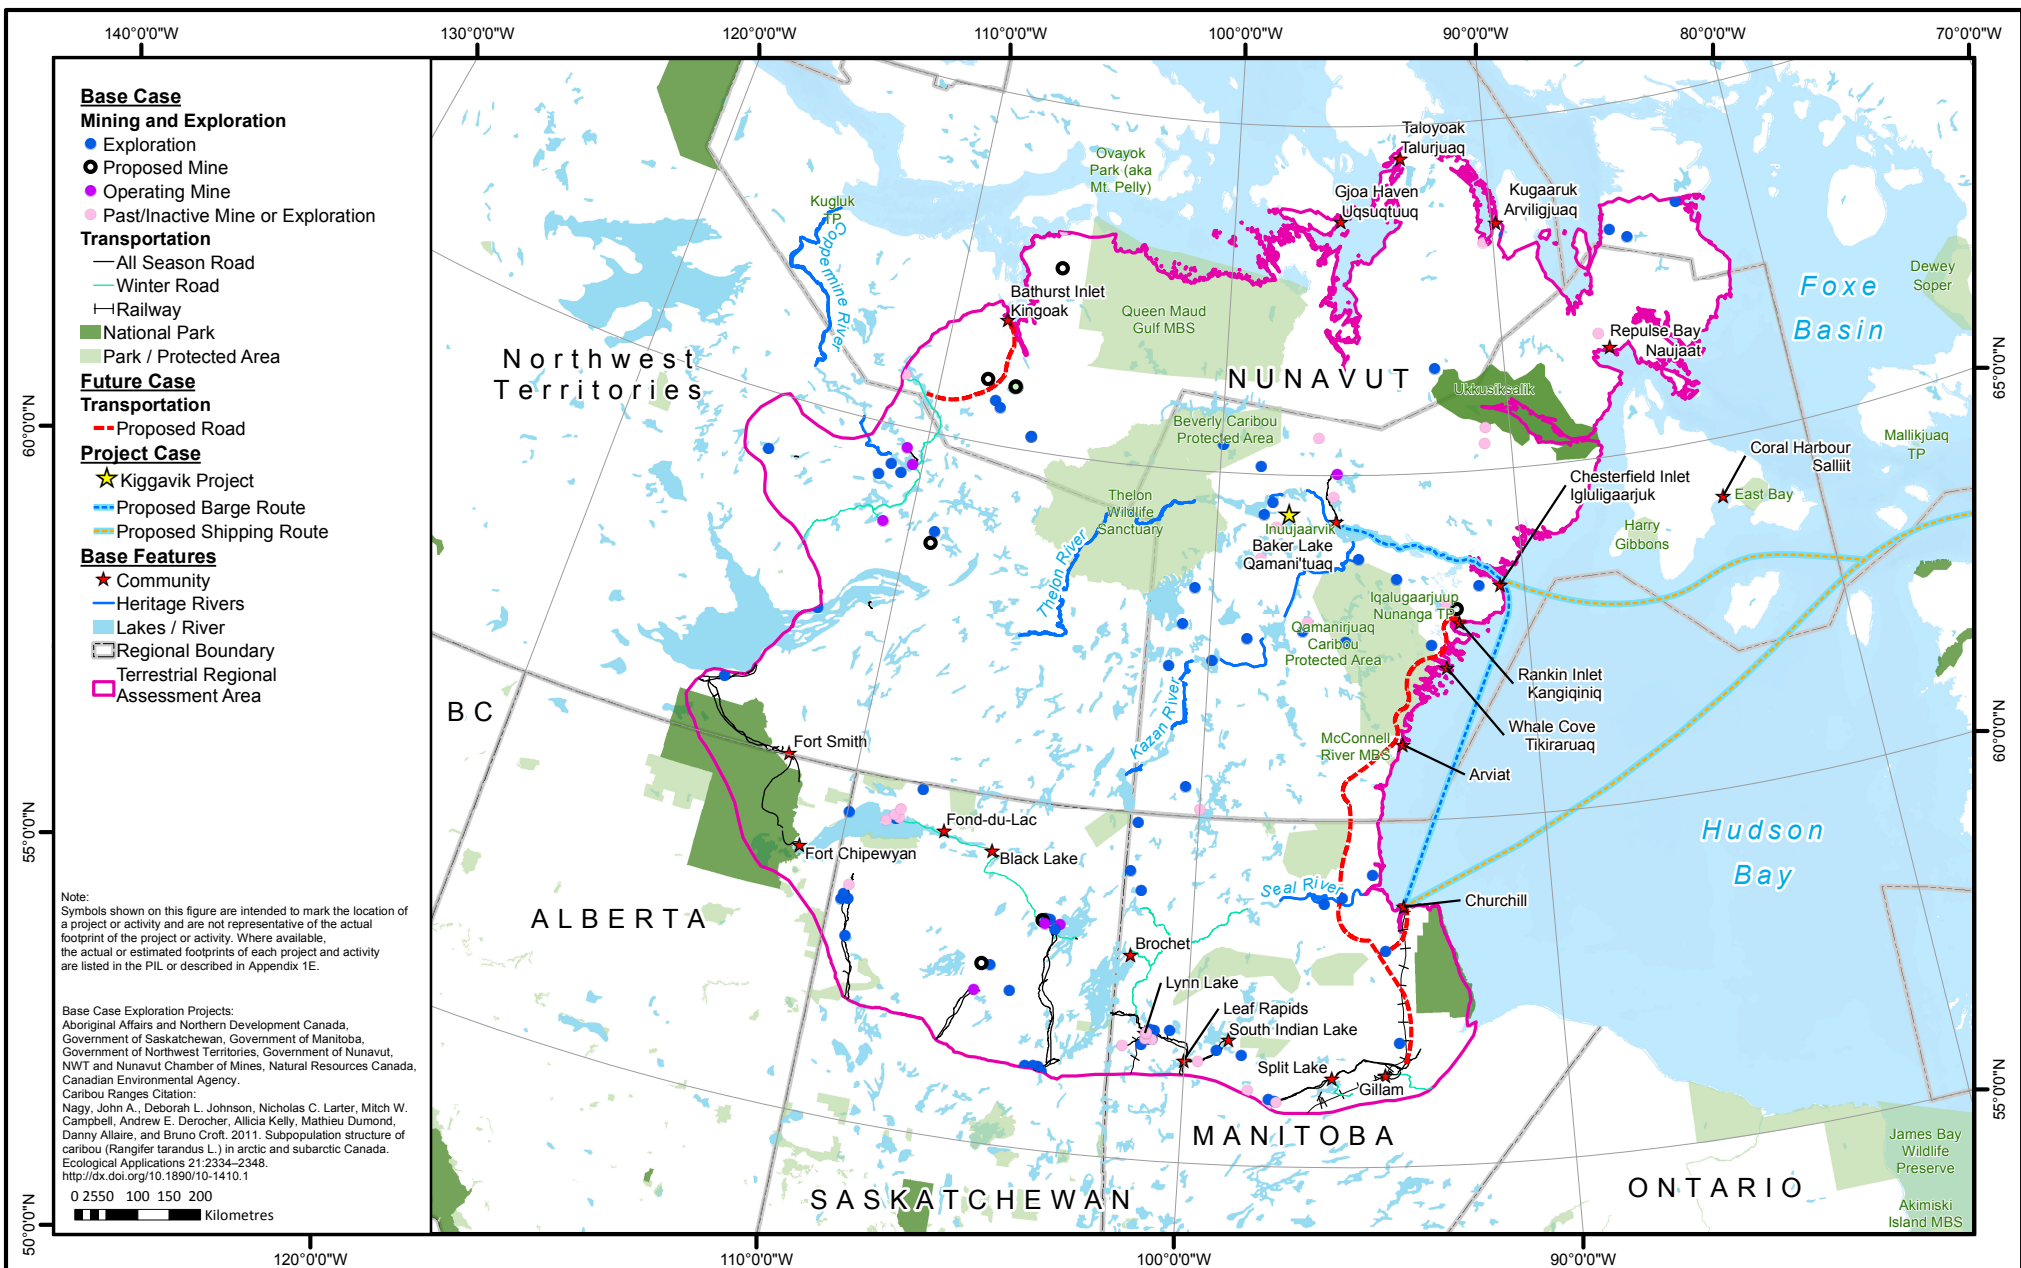 140°0'0"W
130°0'0"W
120°0'0"W
110°0'0"W
100°0'0"W
90°0'0"W
80°0'0"W
70°0'0"W
Base Case
Mining and Exploration
Exploration
Proposed Mine
Operating Mine
Past/Inactive Mine or Exploration
Transportation
All Season Road
Winter Road
Railway
National Park
Park / Protected Area
Future Case
Transportation
Proposed Road
Project Case
Kiggavik Project
Proposed Barge Route
Proposed Shipping Route
Base Features
Community
Heritage Rivers
Lakes / River
Regional Boundary
Terrestrial Regional
Assessment Area
Note:
Symbols shown on this figure are intended to mark the location of
a project or activity and are not representative of the actual
footprint of the project or activity. Where available,
the actual or estimated footprints of each project and activity
are listed in the PIL or described in Appendix 1E.
Base Case Exploration Projects:
Aboriginal Affairs and Northern Development Canada,
Government of Saskatchewan, Government of Manitoba,
Government of Northwest Territories, Government of Nunavut,
NWT and Nunavut Chamber of Mines, Natural Resources Canada,
Canadian Environmental Agency.
Caribou Ranges Citation:
Nagy, John A., Deborah L. Johnson, Nicholas C. Larter, Mitch W.
Campbell, Andrew E. Derocher, Allicia Kelly, Mathieu Dumond,
Danny Allaire, and Bruno Croft. 2011. Subpopulation structure of
caribou (Rangifer tarandus L.) in arctic and subarctic Canada.
Ecological Applications 21:2334–2348.
http://dx.doi.org/10.1890/10-1410.1
0 2550 100 150 200
Kilometres
Taloyoak
Talurjuaq
Ovayok
Park (aka
Mt. Pelly)
Gjoa Haven
Uqsuqtuuq
Kugaaruk
Arviligjuaq
Kugluk
TP
Coppermine River
Dewey
Soper
Foxe
Basin
Bathurst Inlet
Kingoak
Queen Maud
Gulf MBS
Repulse Bay
Naujaat
Northwest
Territories
NUNAVUT
Ukkusiksalik
Beverly Caribou
Protected Area
Mallikjuaq
TP
Coral Harbour
Salliit
Chesterfield Inlet
Igluligaarjuk
East Bay
Thelon
Wildlife
Sanctuary
Harry
Gibbons
Inuujaarvik
Baker Lake
Qamani'tuaq
Thelon River
Iqalugaarjuup
Nunanga TP
Qamanirjuaq
Caribou
Protected Area
Rankin Inlet
Kangiqiniq
BC
Kazan River
Whale Cove
Tikiraruaq
Fort Smith
McConnell
River MBS
Arviat
Fond-du-Lac
Hudson
Bay
Fort Chipewyan
Black Lake
Seal River
Churchill
ALBERTA
Brochet
Lynn Lake
Leaf Rapids
South Indian Lake
Split Lake
Gillam
MANITOBA
James Bay
Wildlife
Preserve
SASKATCHEWAN
ONTARIO
Akimiski
Island MBS
60°0'0"N
55°0'0"N
50°0'0"N
65°0'0"N
60°0'0"N
55°0'0"N
120°0'0"W
110°0'0"W
100°0'0"W
90°0'0"W